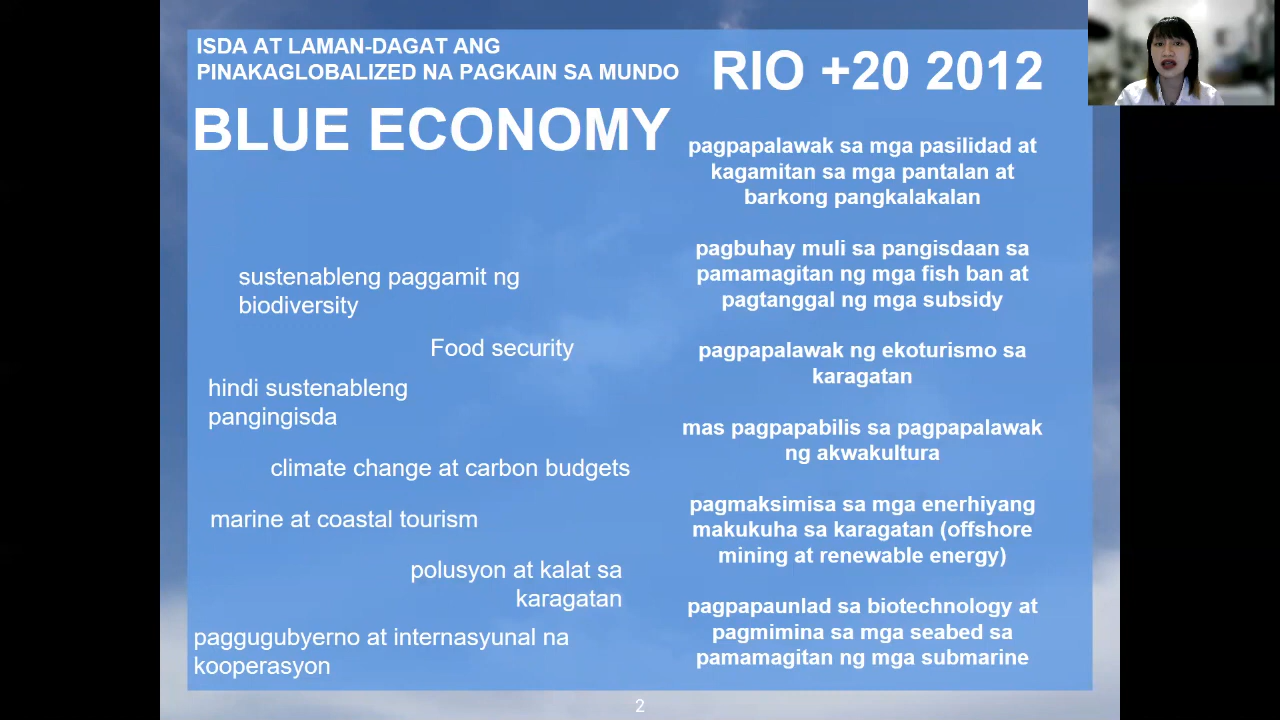 ISDA AT LAMAN-DAGAT ANG
PINAKAGLOBALIZED NA PAGKAIN SA MUNDO
BLUE ECONOMY
sustenableng paggamit ng
biodiversity
Food security
hindi sustenableng
pangingisda
climate change at carbon budgets
marine at coastal tourism
polusyon at kalat sa
karagatan
paggugubyerno at internasyunal na
kooperasyon
RIO +20 2012
pagpapalawak sa mga pasilidad at
kagamitan sa mga pantalan at
barkong pangkalakalan
pagbuhay muli sa pangisdaan sa
pamamagitan ng mga fish ban at
pagtanggal ng mga subsidy
pagpapalawak ng ekoturismo sa
karagatan
mas pagpapabilis sa pagpapalawak
ng akwakultura
pagmaksimisa sa mga enerhiyang
makukuha sa karagatan (offshore
mining at renewable energy)
pagpapaunlad sa biotechnology at
pagmimina sa mga seabed sa
pamamagitan ng mga submarine
2